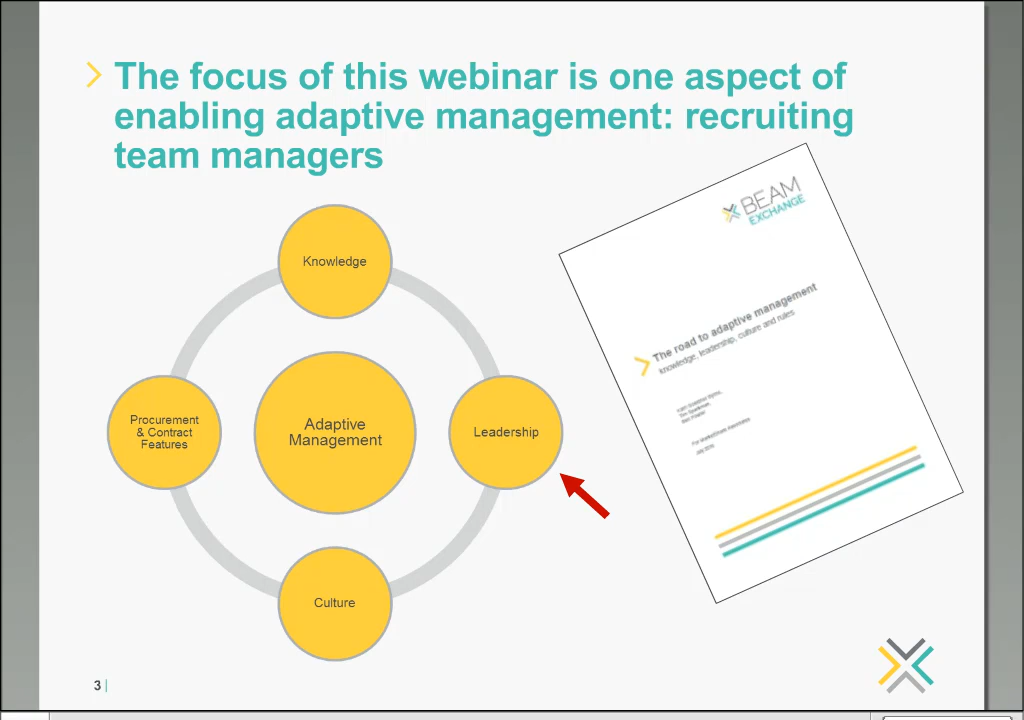 The focus of this webinar is one aspect of
enabling adaptive management: recruiting
team managers
Knowledge
Procurement
& Contract
Features
Adaptive
Management
Leadership
Culture
BEAM
EXCHANGE
The road to adaptive management
knowledge, leadership, culture and rules
3 |